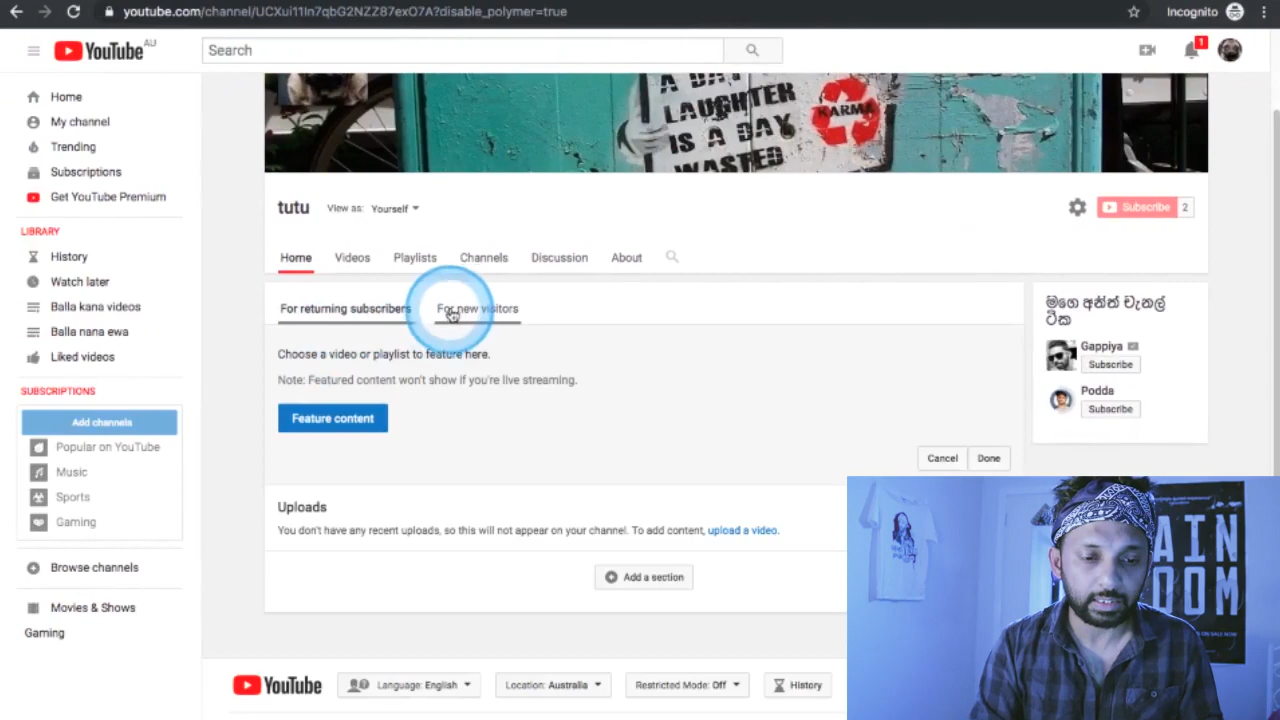 youtube.com/channel/UCXui11In7qbG2NZZ87exO7A?disable_polymer=true
Incognito
YouTube AU
Search
1
Home
My channel
Trending
Subscriptions
Get YouTube Premium
LIBRARY
History
Watch later
Balla kana videos
Balla nana ewa
Liked videos
SUBSCRIPTIONS
Add channels
Popular on YouTube
Music
Sports
Gaming
Browse channels
Movies & Shows
Gaming
A DAY
LAUGHTER
IS A DAY
WASTED
KARMA
tutu
View as: Yourself
Subscribe 2
Home Videos Playlists Channels Discussion About
For returning subscribers For new visitors
Choose a video or playlist to feature here.
Note: Featured content won't show if you're live streaming.
Feature content
Cancel Done
Uploads
You don't have any recent uploads, so this will not appear on your channel. To add content, upload a video.
Add a section
මගෙ අනිත් චැනල්
ටික
Gappiya
Subscribe
Podda
Subscribe
YouTube
Language: English
Location: Australia
Restricted Mode: Off
History